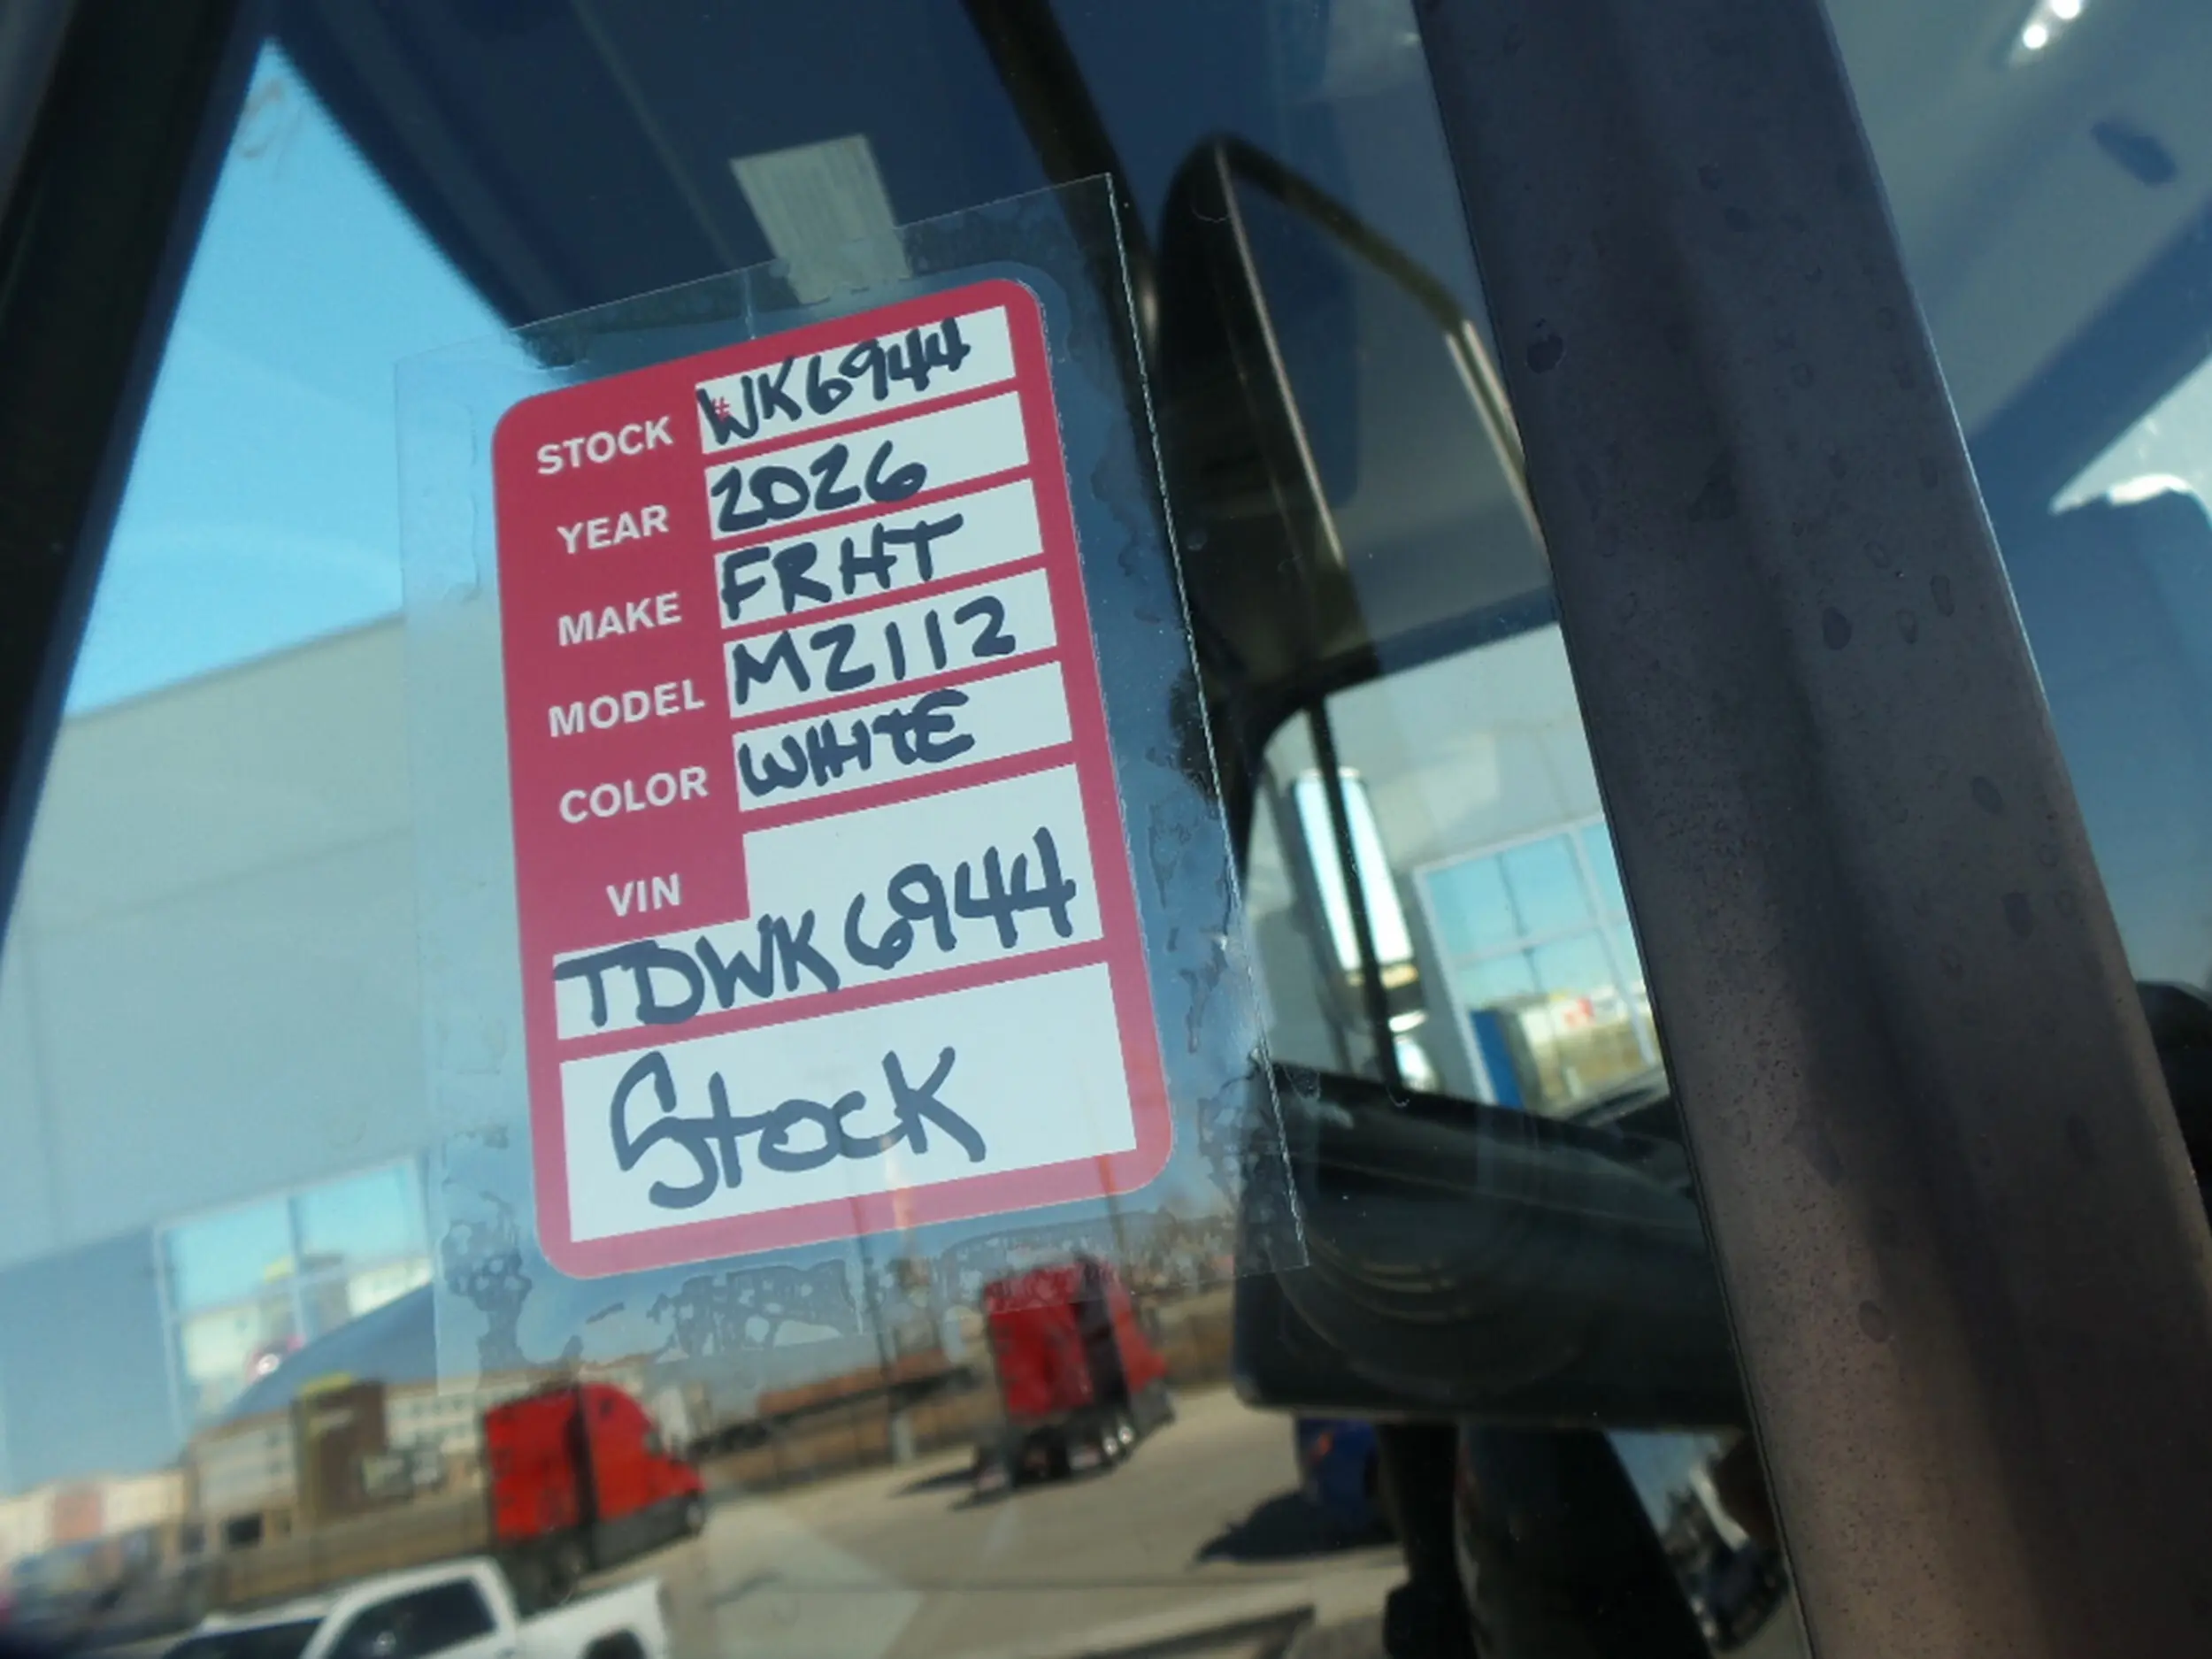 STOCK # WK6944
YEAR 2026
MAKE FRHT
MODEL M2112
COLOR WHITE
VIN
TDWK6944
Stock